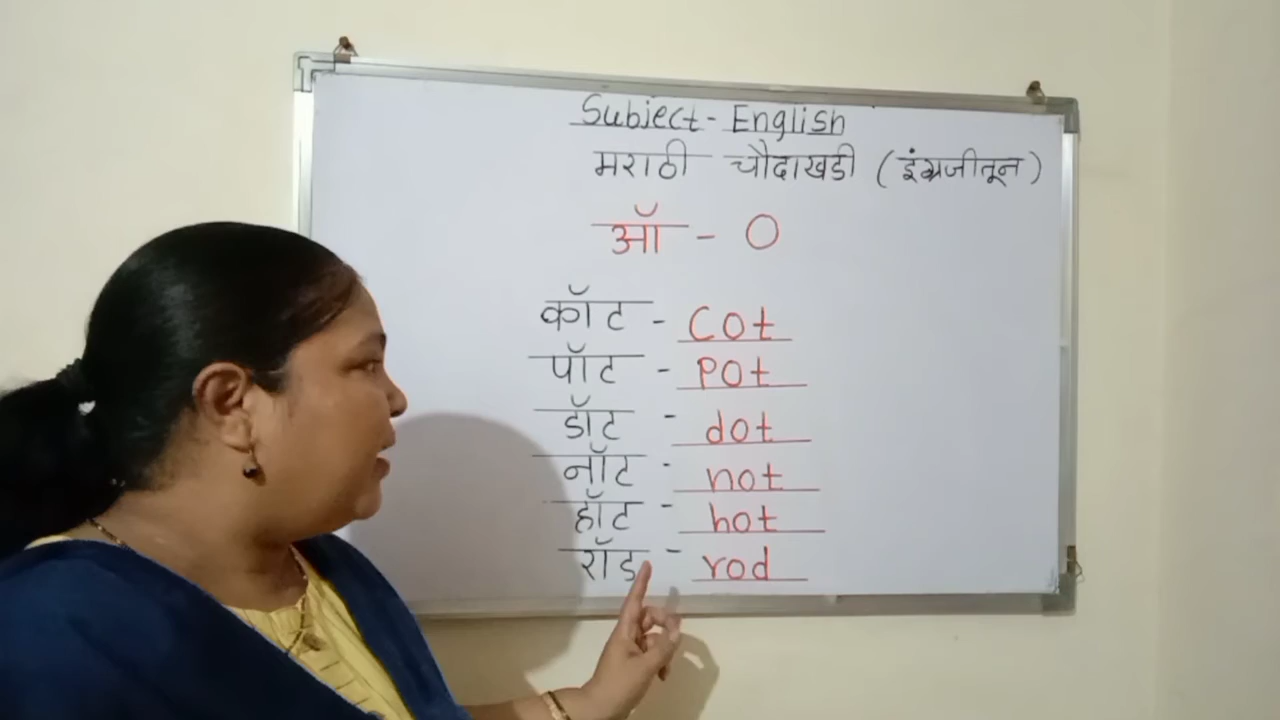 Subject - English
मराठी चौदाखडी (इंग्रजीतून)
ऑ - O
कॉट - Cot
पॉट - Pot
डॉट - dot
नॉट - not
हॉट - hot
रॉड - rod